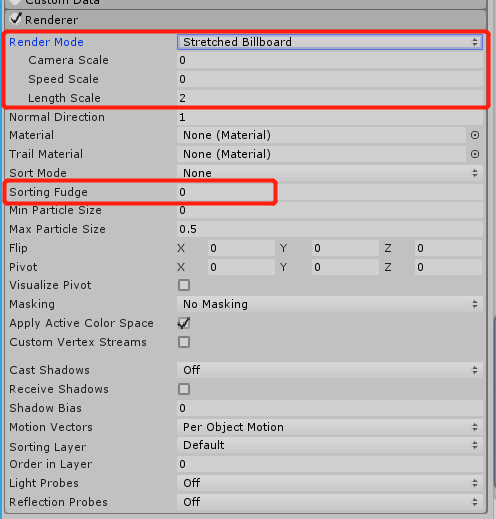 Custom Data
Renderer
Render Mode Stretched Billboard
Camera Scale 0
Speed Scale 0
Length Scale 2
Normal Direction 1
Material None (Material)
Trail Material None (Material)
Sort Mode None
Sorting Fudge 0
Min Particle Size 0
Max Particle Size 0.5
Flip X 0 Y 0 Z 0
Pivot X 0 Y 0 Z 0
Visualize Pivot
Masking No Masking
Apply Active Color Space
Custom Vertex Streams
Cast Shadows Off
Receive Shadows
Shadow Bias 0
Motion Vectors Per Object Motion
Sorting Layer Default
Order in Layer 0
Light Probes Off
Reflection Probes Off